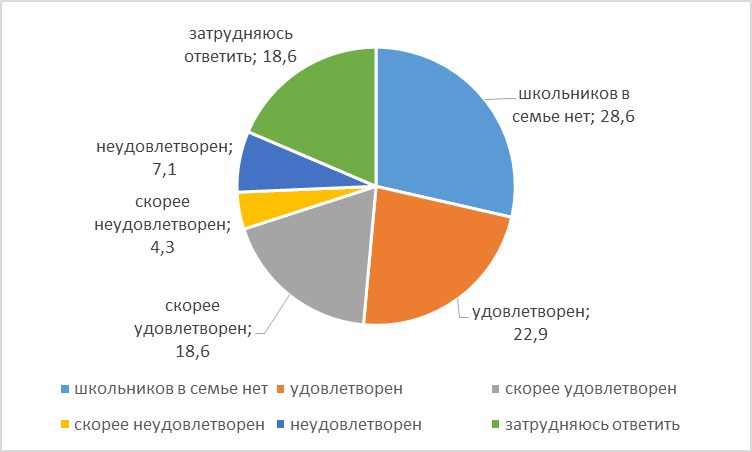 затрудняюсь
ответить; 18,6
школьников в
семье нет; 28,6
неудовлетворен;
7,1
скорее
неудовлетворен;
4,3
скорее
удовлетворен;
18,6
удовлетворен;
22,9
школьников в семье нет
удовлетворен
скорее удовлетворен
скорее неудовлетворен
неудовлетворен
затрудняюсь ответить